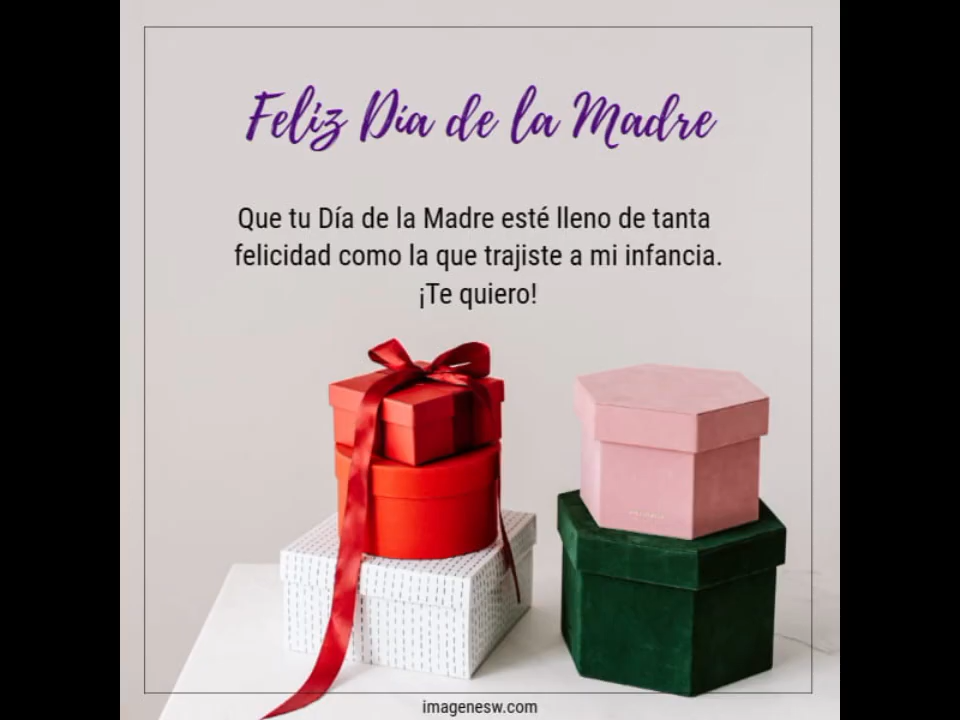 Feliz Día de la Madre
Que tu Día de la Madre esté lleno de tanta
felicidad como la que trajiste a mi infancia.
¡Te quiero!
imagenesw.com